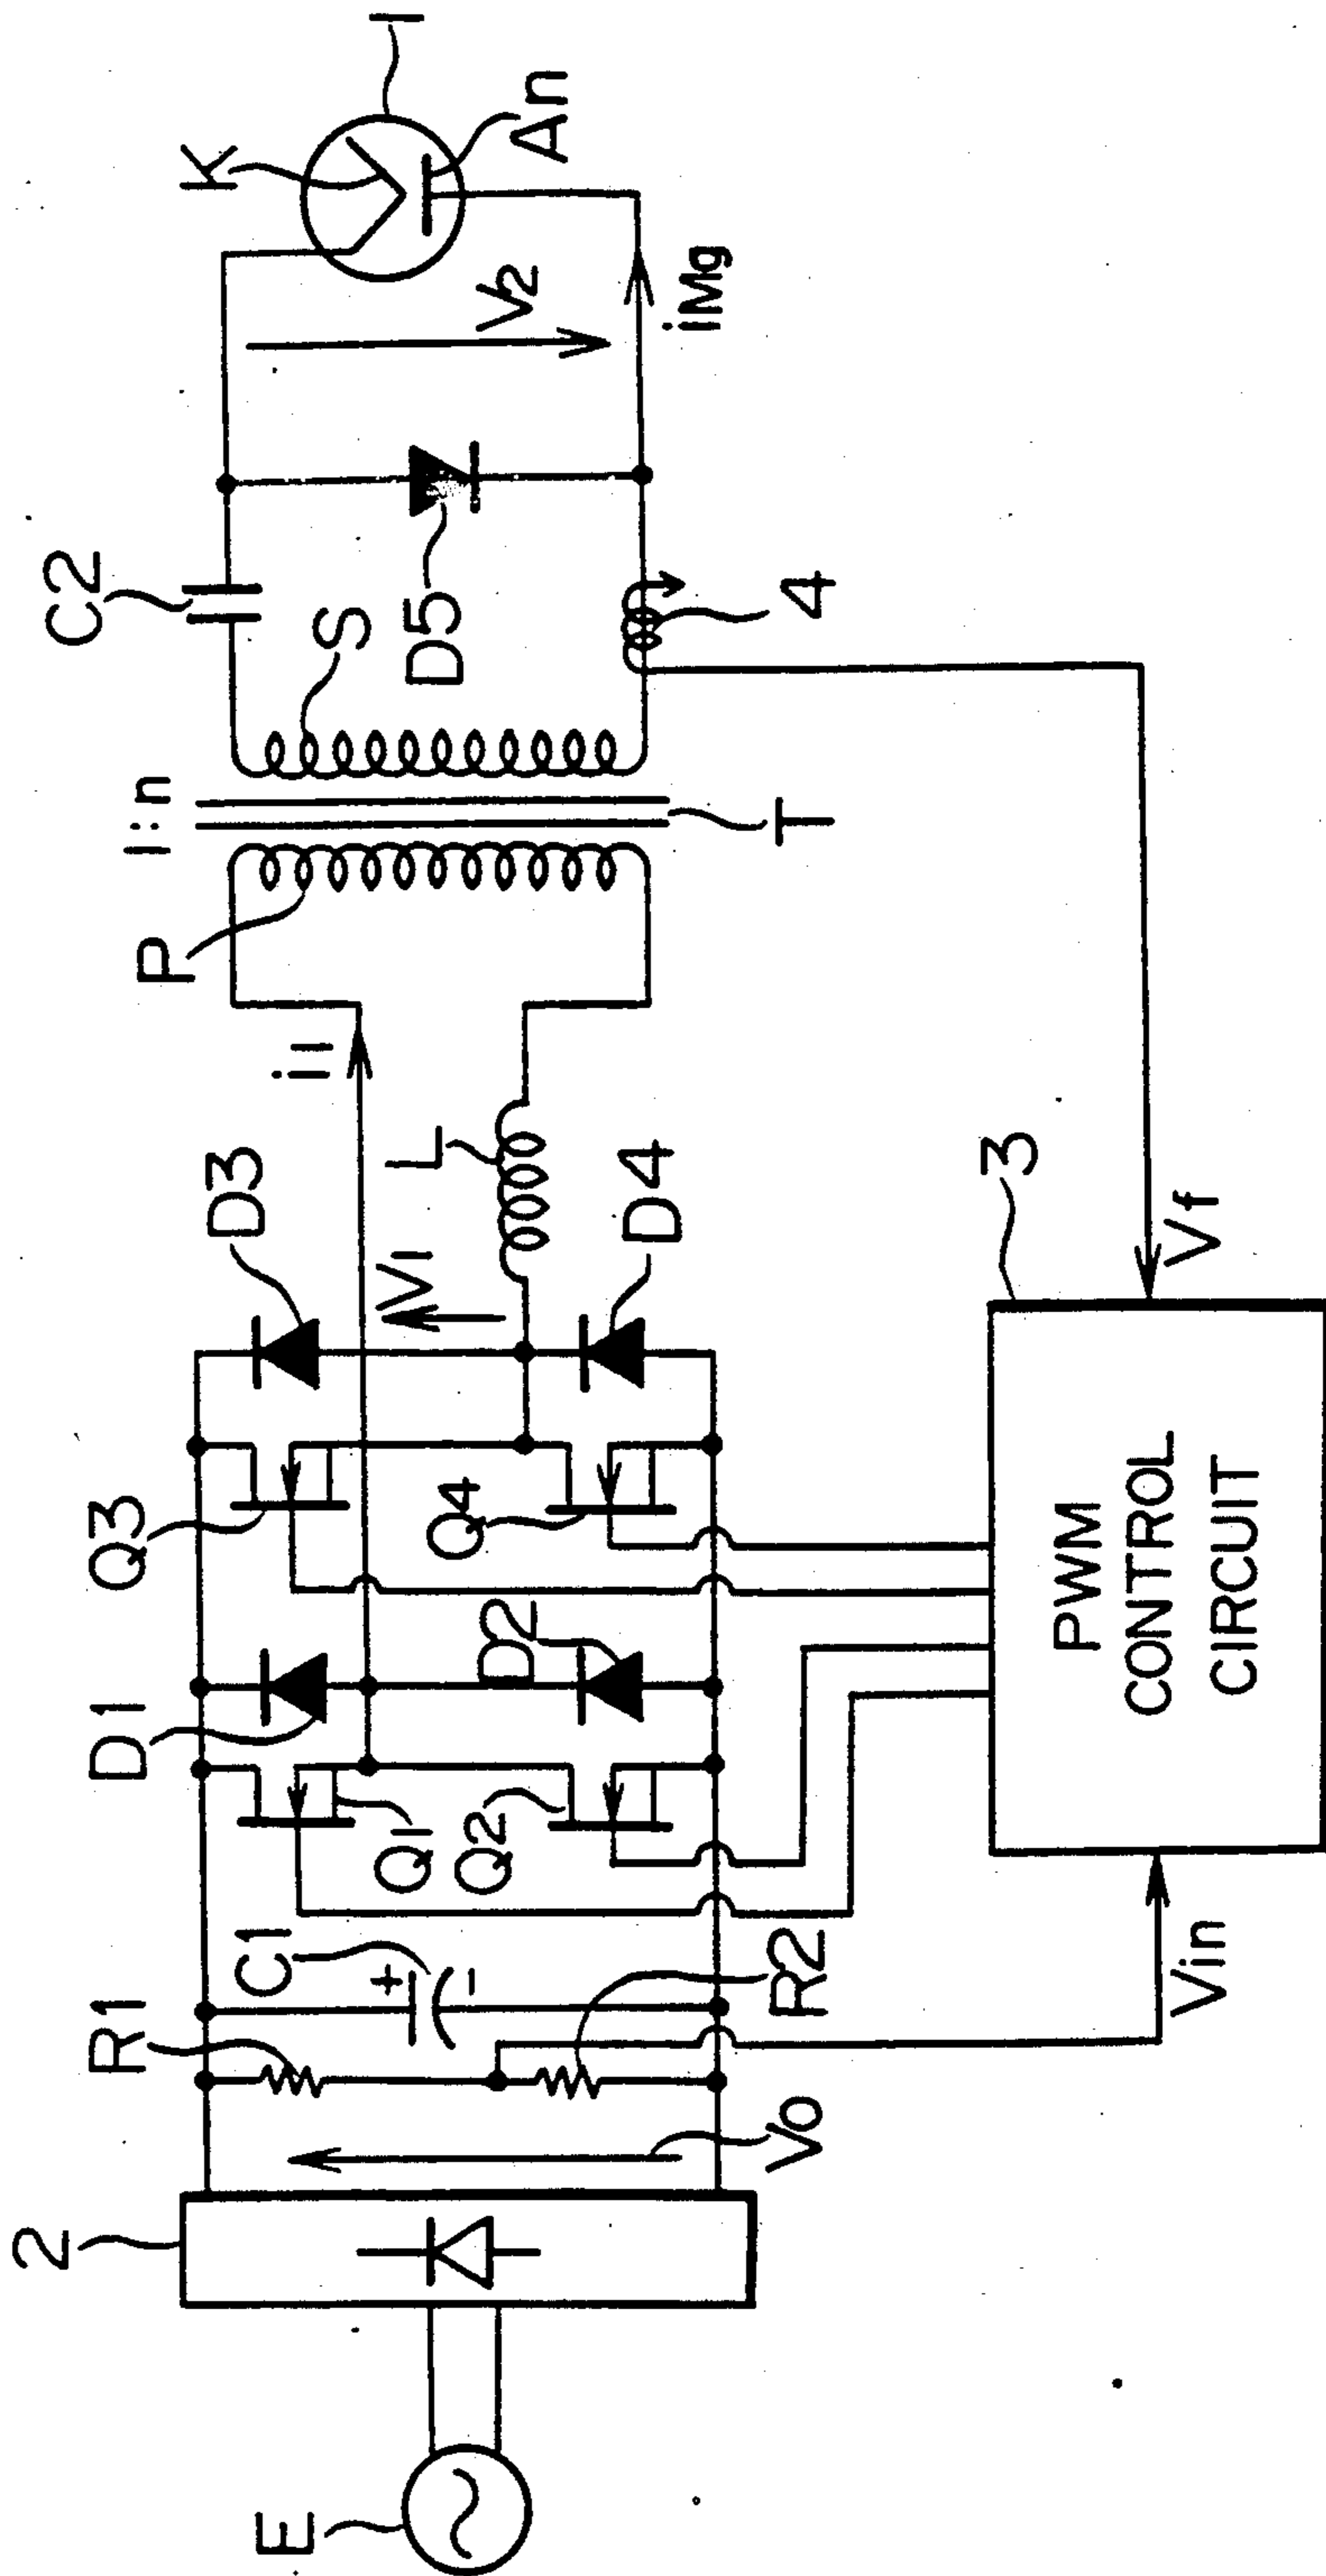 E
2
Vo
R1
R2
C1
Vin
Q1
Q2
D1
D2
Q3
Q4
D3
D4
V1
L
i1
P
1:n
T
S
C2
D5
4
V2
iMg
K
An
1
3
PWM
CONTROL
CIRCUIT
Vf
+
-